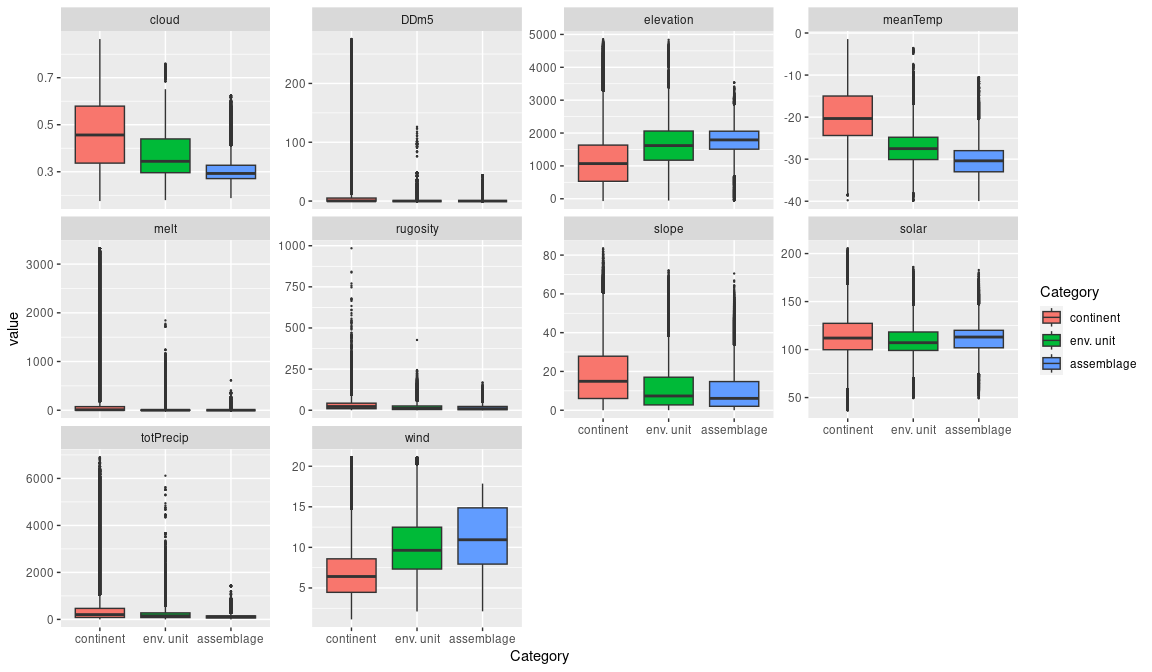 cloud
DDm5
elevation
meanTemp
0.7
0.5
0.3
200
100
0
5000
4000
3000
2000
1000
0
0
-10
-20
-30
-40
melt
rugosity
slope
solar
3000
2000
1000
0
1000
750
500
250
0
80
60
40
20
0
200
150
100
50
continent env. unit assemblage
continent env. unit assemblage
totPrecip
wind
6000
4000
2000
0
20
15
10
5
continent env. unit assemblage
continent env. unit assemblage
value
Category
Category
continent
env. unit
assemblage